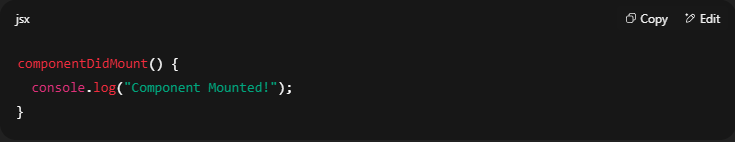 jsx
Copy
Edit
componentDidMount() {
  console.log("Component Mounted!");
}